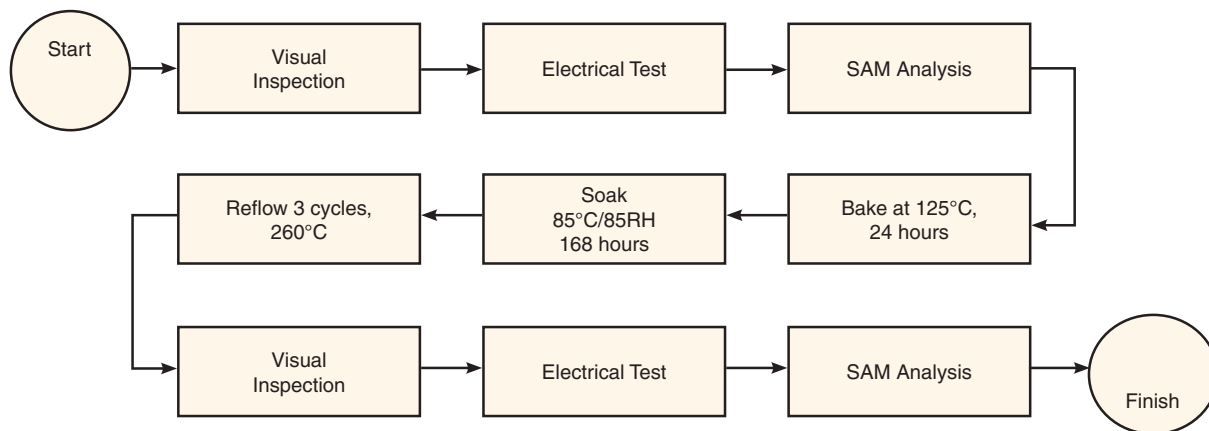 Start
Visual
Inspection
Electrical Test
SAM Analysis
Bake at 125°C,
24 hours
Soak
85°C/85RH
168 hours
Reflow 3 cycles,
260°C
Visual
Inspection
Electrical Test
SAM Analysis
Finish